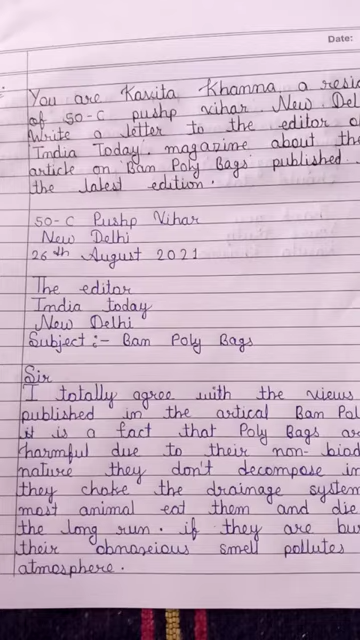 Date:
You are Kavita Khanna, a resid
of 50-C pushp vihar New Del
Write a letter to the editor o
India Today magazine about th
article on Ban Poly Bags published
the latest edition.
50-C Pushp Vihar
New Delhi
26th August 2021
The editor
India today
New Delhi
Subject :- Bam Poly Bags
Sir
I totally agree with the views
published in the artical Bam Pol
it is a fact that Poly Bags ar
harmful due to their non- biod
nature they don't decompose in
they choke the drainage system
most animal eat them and die
the long run. if they are bu
their obnoxeious smell pollutes
atmosphere.